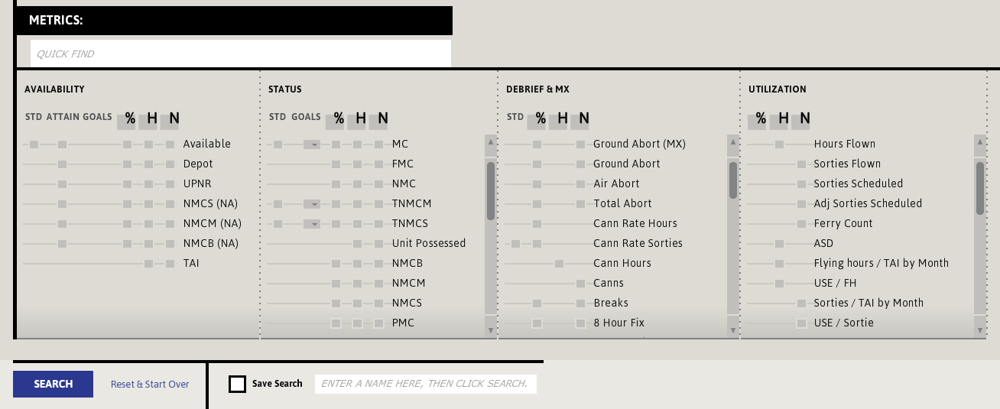 METRICS:
QUICK FIND
AVAILABILITY
STD ATTAIN GOALS % H N
Available
Depot
UPNR
NMCS (NA)
NMCM (NA)
NMCB (NA)
TAI
STATUS
STD GOALS % H N
MC
FMC
NMC
TNMCM
TNMCS
Unit Possessed
NMCB
NMCM
NMCS
PMC
DEBRIEF & MX
STD % H N
Ground Abort (MX)
Ground Abort
Air Abort
Total Abort
Cann Rate Hours
Cann Rate Sorties
Cann Hours
Canns
Breaks
8 Hour Fix
UTILIZATION
% H N
Hours Flown
Sorties Flown
Sorties Scheduled
Adj Sorties Scheduled
Ferry Count
ASD
Flying hours / TAI by Month
USE / FH
Sorties / TAI by Month
USE / Sortie
SEARCH
Reset & Start Over
Save Search
ENTER A NAME HERE, THEN CLICK SEARCH.